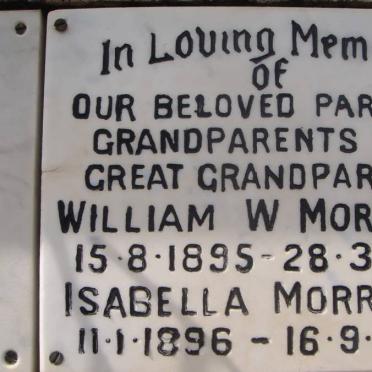 In Loving Mem
OF
OUR BELOVED PAR
GRANDPARENTS
GREAT GRANDPAR
WILLIAM W MOR
15·8·1895-28·3
ISABELLA MORR
11·1·1896 - 16·9·